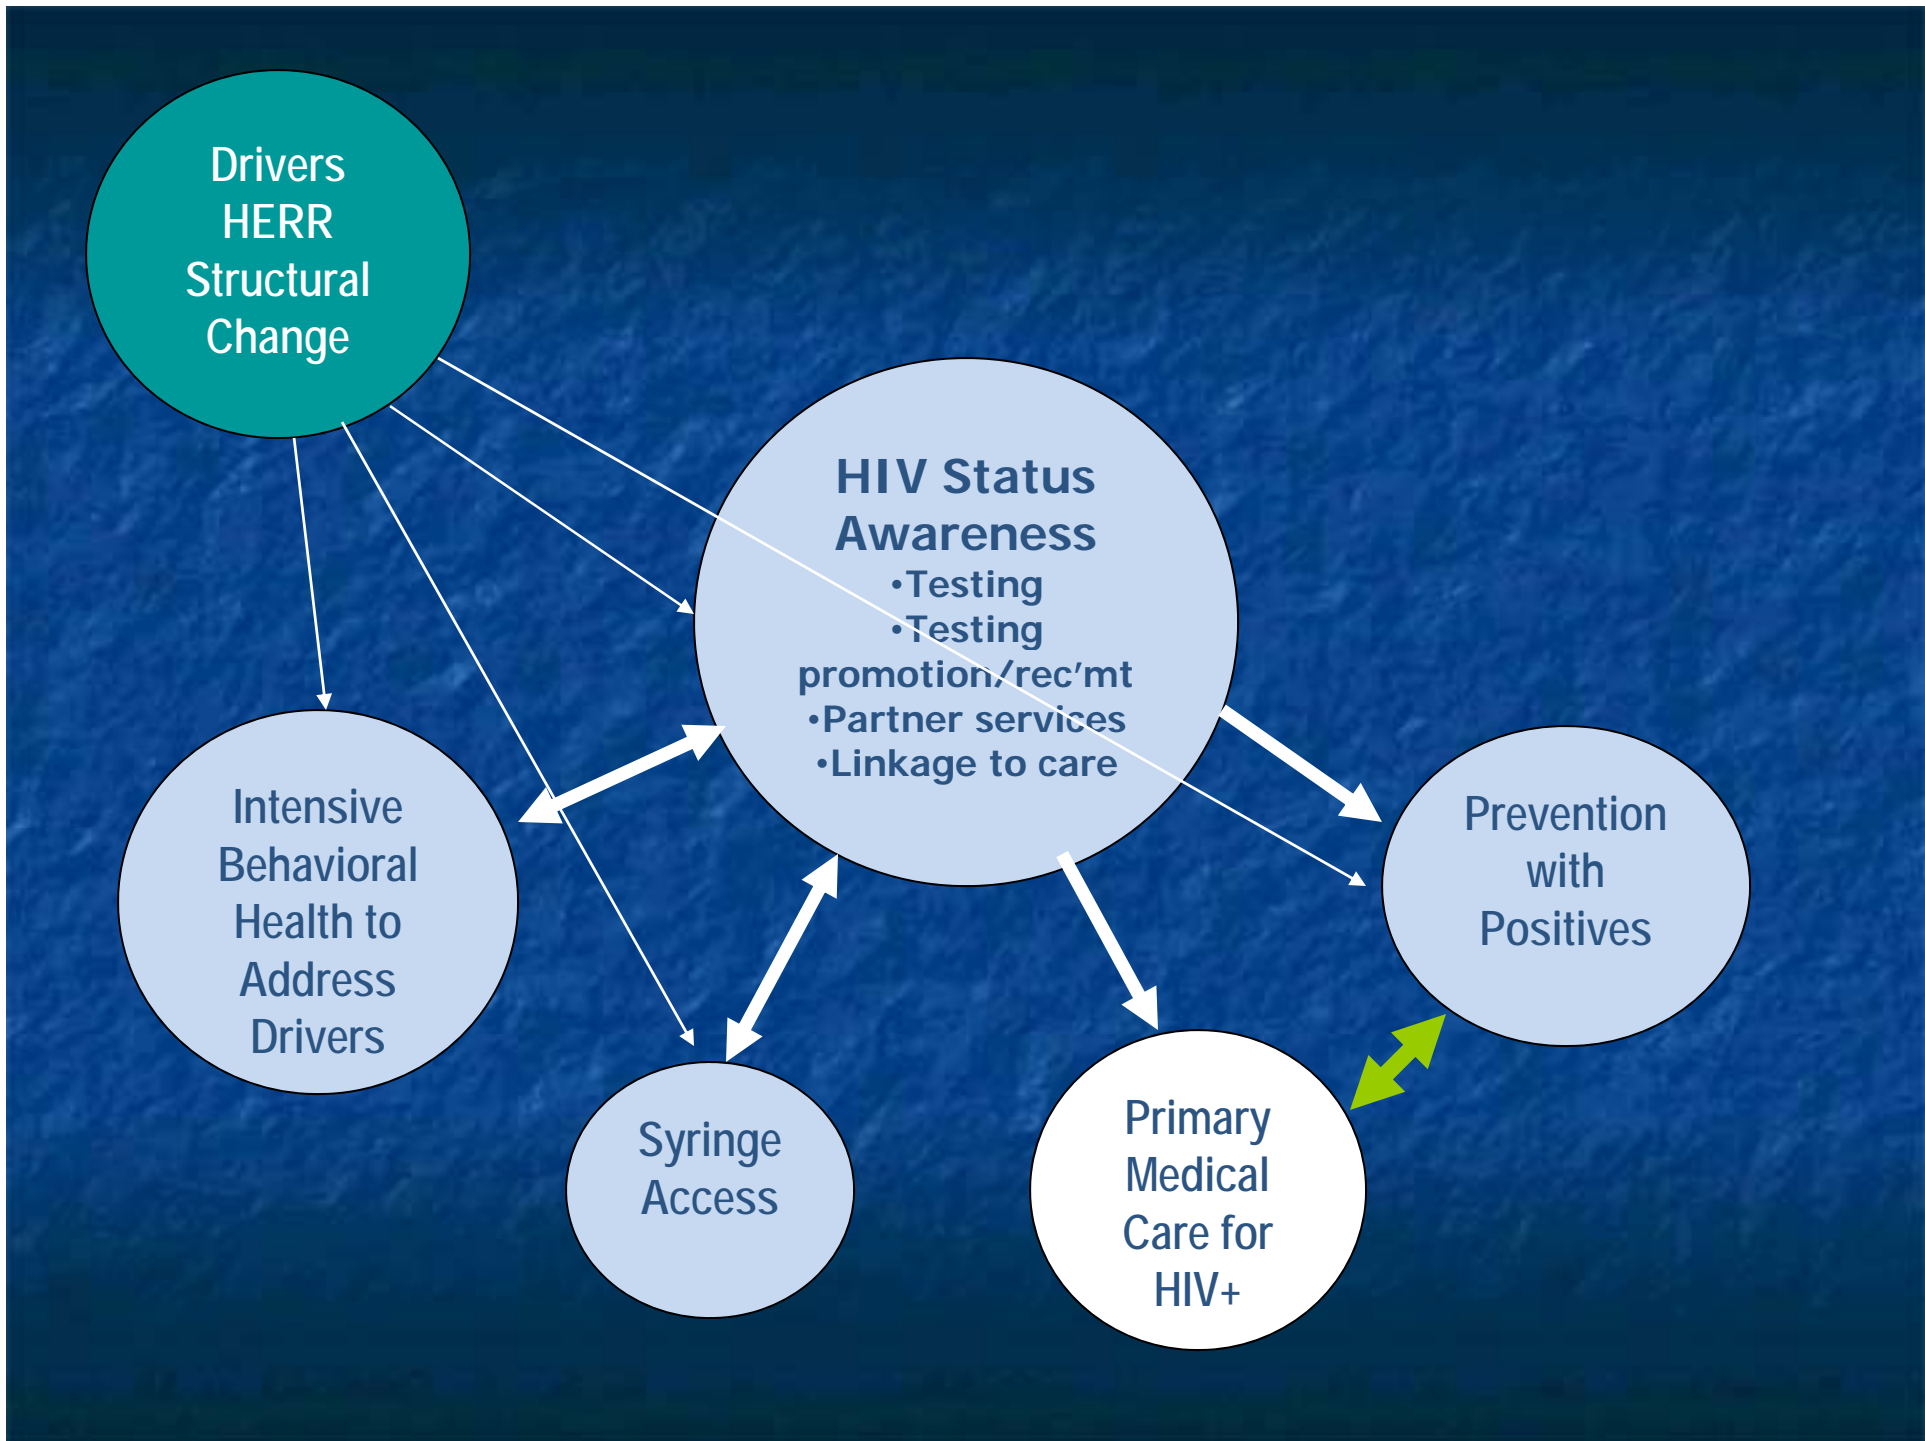 Drivers
HERR
Structural
Change
HIV Status
Awareness
•Testing
•Testing
promotion/rec’mt
•Partner services
•Linkage to care
Intensive
Behavioral
Health to
Address
Drivers
Prevention
with
Positives
Syringe
Access
Primary
Medical
Care for
HIV+